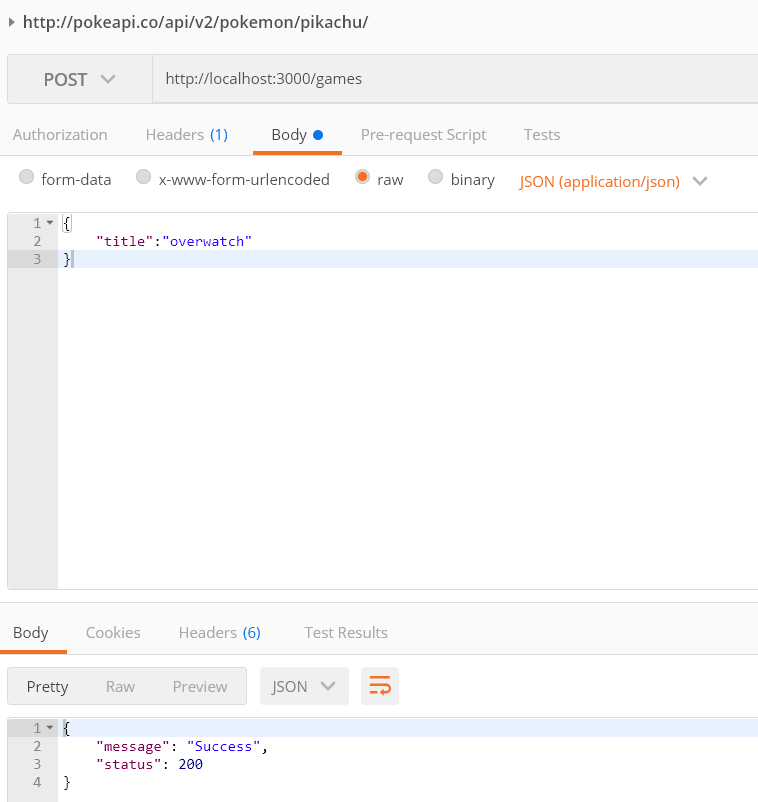 http://pokeapi.co/api/v2/pokemon/pikachu/
POST http://localhost:3000/games
Authorization Headers (1) Body Pre-request Script Tests
form-data x-www-form-urlencoded raw binary JSON (application/json)
1 {
2 "title":"overwatch"
3 }
Body Cookies Headers (6) Test Results
Pretty Raw Preview JSON
1 {
2 "message": "Success",
3 "status": 200
4 }